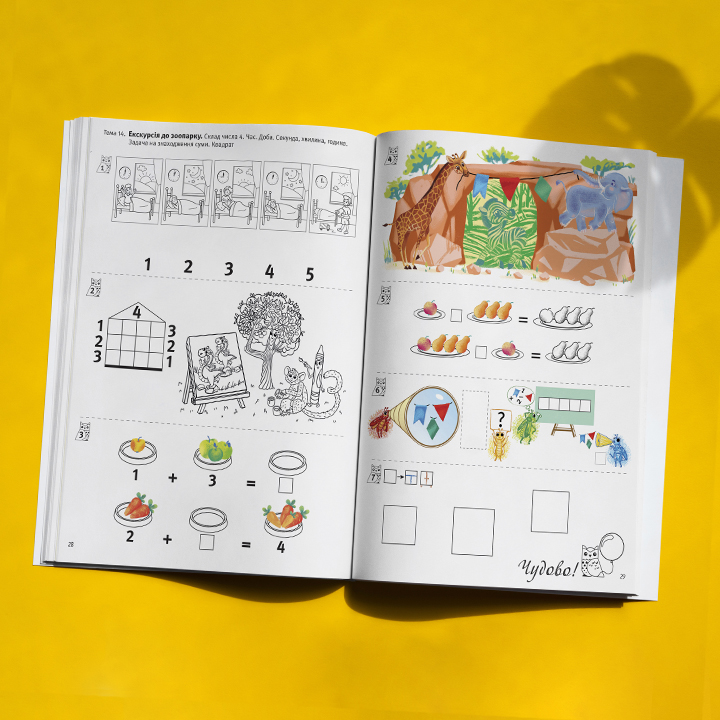 Тема 14. Екскурсія до зоопарку. Склад числа 4. Час. Доба. Секунда, хвилина, година.
Задачі на знаходження суми. Квадрат
1
1 2 3 4 5
2
4
1 3
2 2
3 1
3
1 + 3 =
2 + = 4
28
4
5
=
=
6
?
7
Чудово!
29